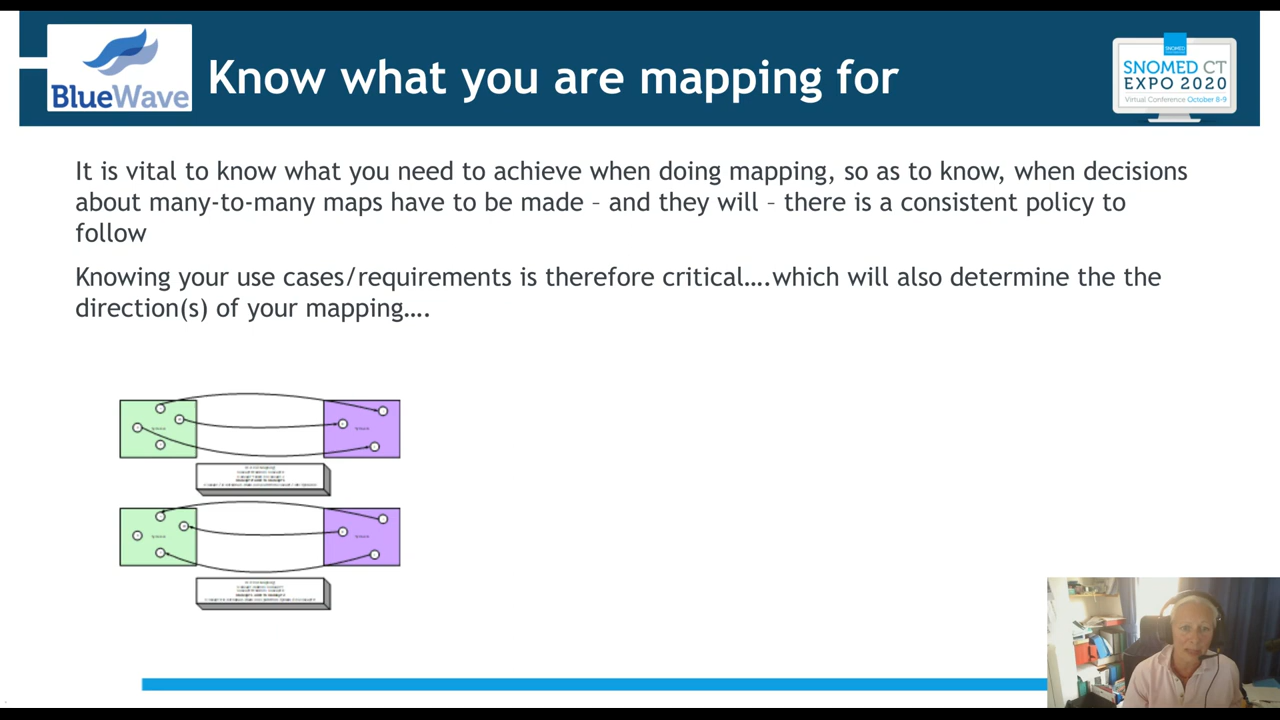 BlueWave
Know what you are mapping for
SNOMED
SNOMED CT
EXPO 2020
Virtual Conference October 8-9
It is vital to know what you need to achieve when doing mapping, so as to know, when decisions
about many-to-many maps have to be made – and they will – there is a consistent policy to
follow
Knowing your use cases/requirements is therefore critical….which will also determine the the
direction(s) of your mapping….